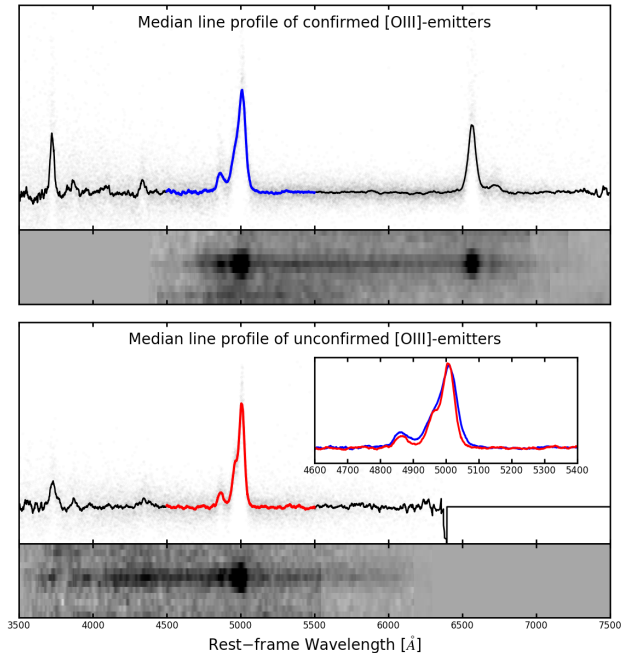 Median line profile of confirmed [OIII]-emitters
Median line profile of unconfirmed [OIII]-emitters
4600 4700 4800 4900 5000 5100 5200 5300 5400
3500 4000 4500 5000 5500 6000 6500 7000 7500
Rest−frame Wavelength [Å]